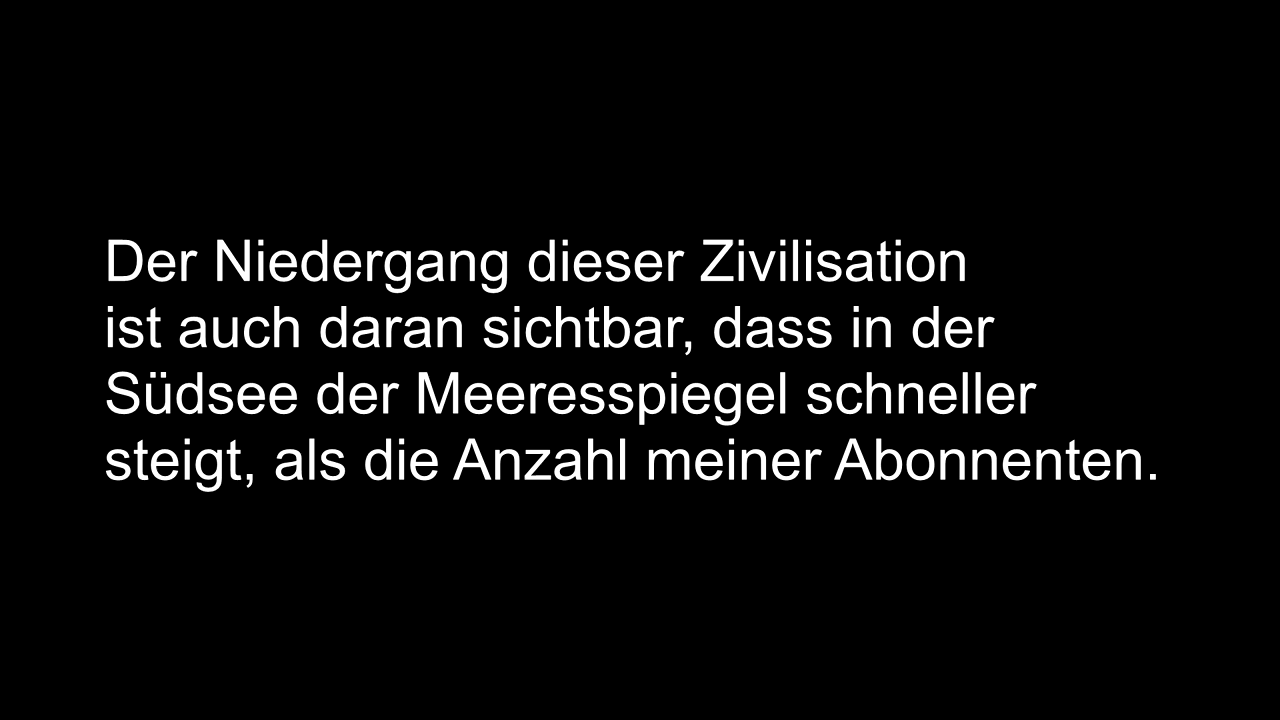 Der Niedergang dieser Zivilisation
ist auch daran sichtbar, dass in der
Südsee der Meeresspiegel schneller
steigt, als die Anzahl meiner Abonnenten.